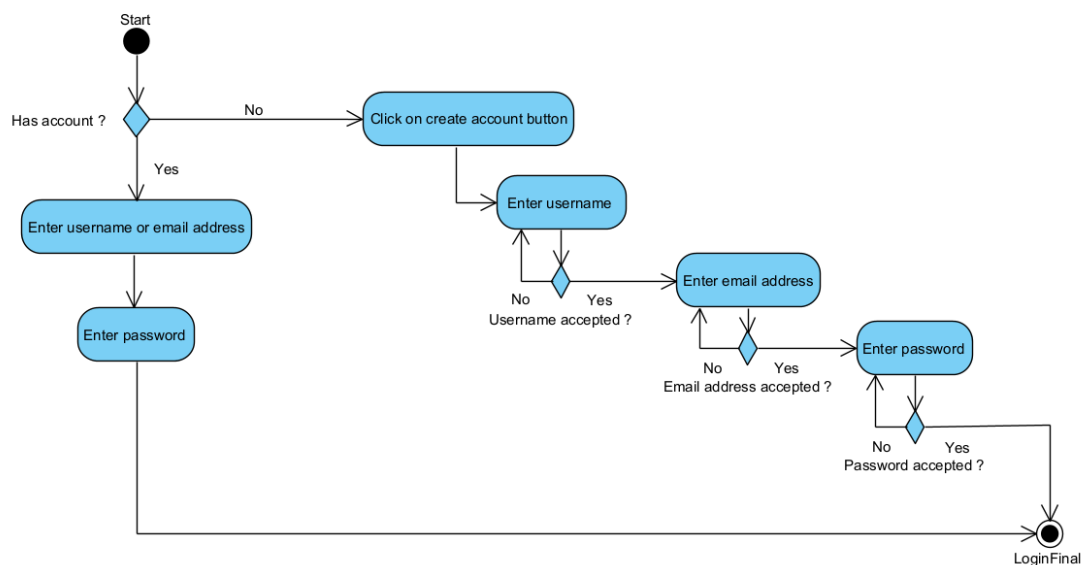 Start
Has account ?
No
Click on create account button
Yes
Enter username or email address
Enter username
No
Yes
Username accepted ?
Enter email address
Enter password
No
Yes
Email address accepted ?
Enter password
No
Yes
Password accepted ?
LoginFinal